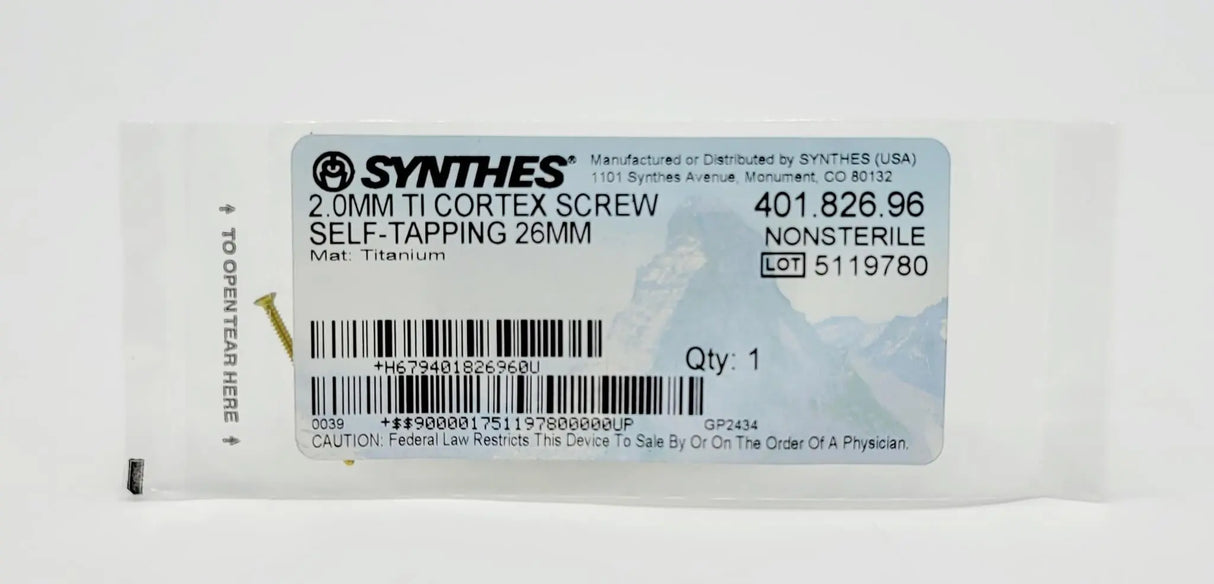 SYNTHES® Manufactured or Distributed by SYNTHES (USA)
1101 Synthes Avenue, Monument, CO 80132
2.0MM TI CORTEX SCREW 401.826.96
SELF-TAPPING 26MM NONSTERILE
Mat: Titanium LOT 5119780
↑ TO OPEN TEAR HERE ↑
+H679401826960U
Qty: 1
0039 +$$9000017511978​00000UP GP2434
CAUTION: Federal Law Restricts This Device To Sale By Or On The Order Of A Physician.